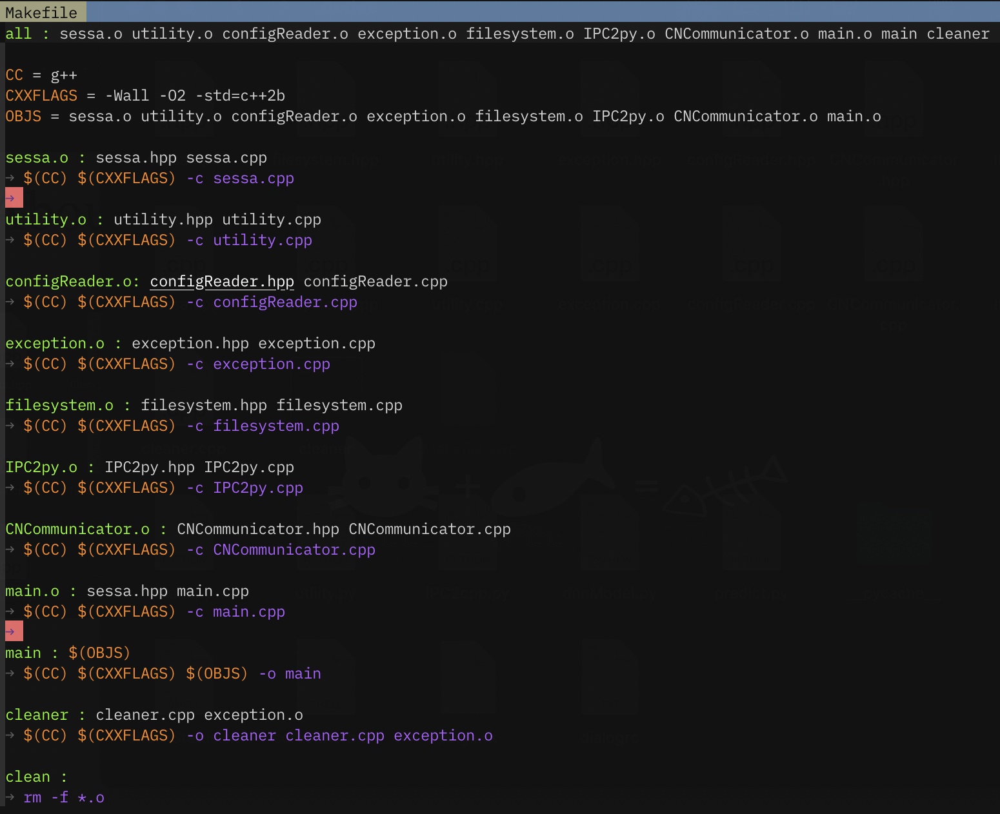 Makefile
all : sessa.o utility.o configReader.o exception.o filesystem.o IPC2py.o CNCommunicator.o main.o main cleaner
CC = g++
CXXFLAGS = -Wall -O2 -std=c++2b
OBJS = sessa.o utility.o configReader.o exception.o filesystem.o IPC2py.o CNCommunicator.o main.o
sessa.o : sessa.hpp sessa.cpp
→ $(CC) $(CXXFLAGS) -c sessa.cpp
→
utility.o : utility.hpp utility.cpp
→ $(CC) $(CXXFLAGS) -c utility.cpp
configReader.o: configReader.hpp configReader.cpp
→ $(CC) $(CXXFLAGS) -c configReader.cpp
exception.o : exception.hpp exception.cpp
→ $(CC) $(CXXFLAGS) -c exception.cpp
filesystem.o : filesystem.hpp filesystem.cpp
→ $(CC) $(CXXFLAGS) -c filesystem.cpp
IPC2py.o : IPC2py.hpp IPC2py.cpp
→ $(CC) $(CXXFLAGS) -c IPC2py.cpp
CNCommunicator.o : CNCommunicator.hpp CNCommunicator.cpp
→ $(CC) $(CXXFLAGS) -c CNCommunicator.cpp
main.o : sessa.hpp main.cpp
→ $(CC) $(CXXFLAGS) -c main.cpp
→
main : $(OBJS)
→ $(CC) $(CXXFLAGS) $(OBJS) -o main
cleaner : cleaner.cpp exception.o
→ $(CC) $(CXXFLAGS) -o cleaner cleaner.cpp exception.o
clean :
→ rm -f *.o